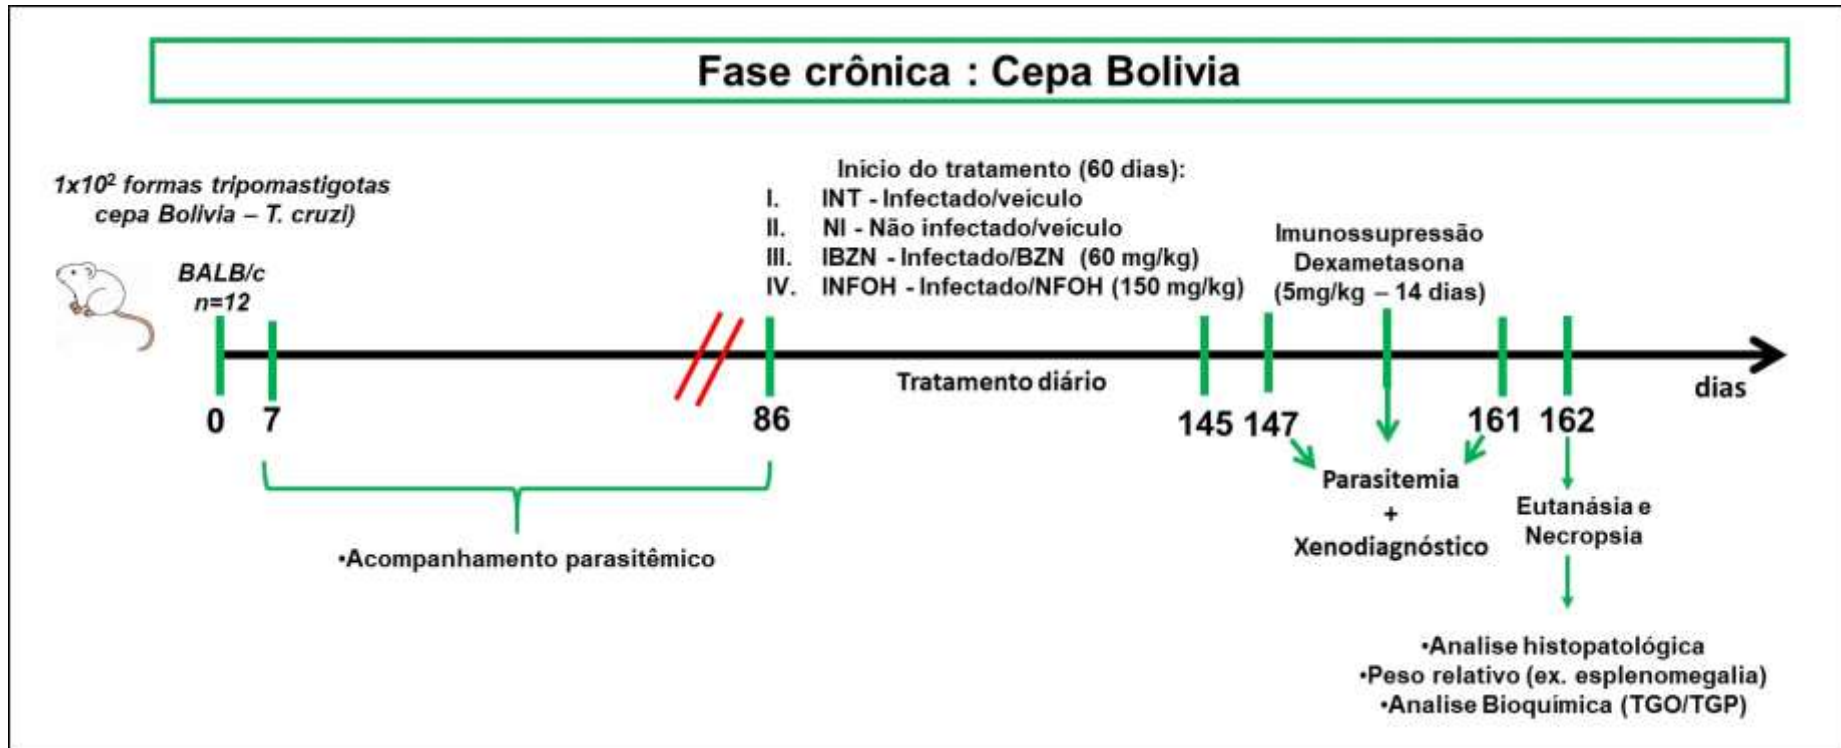 Fase crônica : Cepa Bolivia
1x10² formas tripomastigotas
cepa Bolivia – T. cruzi)
BALB/c
n=12
Início do tratamento (60 dias):
I. INT - Infectado/veículo
II. NI - Não infectado/veículo
III. IBZN - Infectado/BZN (60 mg/kg)
IV. INFOH - Infectado/NFOH (150 mg/kg)
Imunossupressão
Dexametasona
(5mg/kg – 14 dias)
Tratamento diário
dias
0 7 86 145 147 161 162
•Acompanhamento parasitêmico
Parasitemia
+
Xenodiagnóstico
Eutanásia e
Necropsia
•Analise histopatológica
•Peso relativo (ex. esplenomegalia)
•Analise Bioquímica (TGO/TGP)